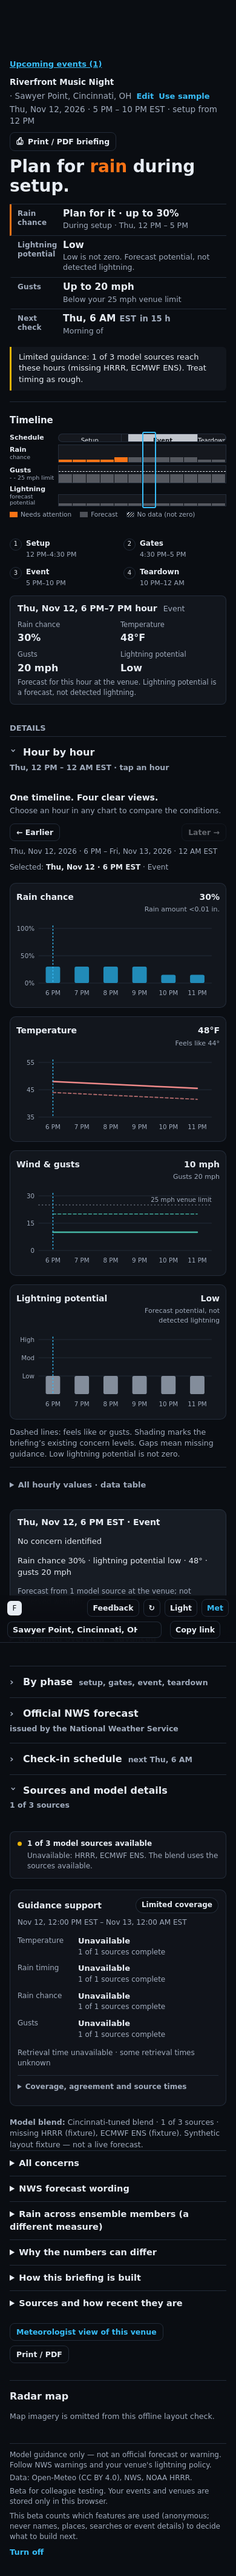 Upcoming events (1)
Riverfront Music Night
· Sawyer Point, Cincinnati, OH Edit Use sample
Thu, Nov 12, 2026 · 5 PM – 10 PM EST · setup from
12 PM
⎙ Print / PDF briefing
Plan for rain during
setup.
Rain chance
Plan for it · up to 30%
During setup · Thu, 12 PM – 5 PM
Lightning potential
Low
Low is not zero. Forecast potential, not
detected lightning.
Gusts
Up to 20 mph
Below your 25 mph venue limit
Next check
Thu, 6 AM EST in 15 h
Morning of
Limited guidance: 1 of 3 model sources reach
these hours (missing HRRR, ECMWF ENS). Treat
timing as rough.
Timeline
Schedule
Setup
Event
Teardown
Rain
chance
Gusts
- - 25 mph limit
Lightning
forecast
potential
Needs attention Forecast No data (not zero)
1 Setup
12 PM–4:30 PM
2 Gates
4:30 PM–5 PM
3 Event
5 PM–10 PM
4 Teardown
10 PM–12 AM
Thu, Nov 12, 6 PM–7 PM hour Event
Rain chance
30%
Temperature
48°F
Gusts
20 mph
Lightning potential
Low
Forecast for this hour at the venue. Lightning potential is
a forecast, not detected lightning.
DETAILS
⌄ Hour by hour
Thu, 12 PM – 12 AM EST · tap an hour
One timeline. Four clear views.
Choose an hour in any chart to compare the conditions.
← Earlier
Later →
Thu, Nov 12, 2026 · 6 PM – Fri, Nov 13, 2026 · 12 AM EST
Selected: Thu, Nov 12 · 6 PM EST · Event
Rain chance 30%
Rain amount <0.01 in.
100%
50%
0%
6 PM 7 PM 8 PM 9 PM 10 PM 11 PM
Temperature 48°F
Feels like 44°
55
45
35
6 PM 7 PM 8 PM 9 PM 10 PM 11 PM
Wind & gusts 10 mph
Gusts 20 mph
30
25 mph venue limit
15
0
6 PM 7 PM 8 PM 9 PM 10 PM 11 PM
Lightning potential Low
Forecast potential, not
detected lightning
High
Mod
Low
6 PM 7 PM 8 PM 9 PM 10 PM 11 PM
Dashed lines: feels like or gusts. Shading marks the
briefing's existing concern levels. Gaps mean missing
guidance. Low lightning potential is not zero.
▶ All hourly values · data table
Thu, Nov 12, 6 PM EST · Event
No concern identified
Rain chance 30% · lightning potential low · 48° ·
gusts 20 mph
Forecast from 1 model source at the venue; not
F
Feedback ↻ Light Met
Sawyer Point, Cincinnati, OH
Copy link
› By phase setup, gates, event, teardown
› Official NWS forecast
issued by the National Weather Service
› Check-in schedule next Thu, 6 AM
⌄ Sources and model details
1 of 3 sources
1 of 3 model sources available
Unavailable: HRRR, ECMWF ENS. The blend uses the
sources available.
Guidance support Limited coverage
Nov 12, 12:00 PM EST – Nov 13, 12:00 AM EST
Temperature
Unavailable
1 of 1 sources complete
Rain timing
Unavailable
1 of 1 sources complete
Rain chance
Unavailable
1 of 1 sources complete
Gusts
Unavailable
1 of 1 sources complete
Retrieval time unavailable · some retrieval times
unknown
▶ Coverage, agreement and source times
Model blend: Cincinnati-tuned blend · 1 of 3 sources ·
missing HRRR (fixture), ECMWF ENS (fixture). Synthetic
layout fixture — not a live forecast.
▶ All concerns
▶ NWS forecast wording
▶ Rain across ensemble members (a
different measure)
▶ Why the numbers can differ
▶ How this briefing is built
▶ Sources and how recent they are
Meteorologist view of this venue
Print / PDF
Radar map
Map imagery is omitted from this offline layout check.
Model guidance only — not an official forecast or warning.
Follow NWS warnings and your venue's lightning policy.
Data: Open-Meteo (CC BY 4.0), NWS, NOAA HRRR.
Beta for colleague testing. Your events and venues are
stored only in this browser.
This beta counts which features are used (anonymous;
never names, places, searches or event details) to decide
what to build next.
Turn off